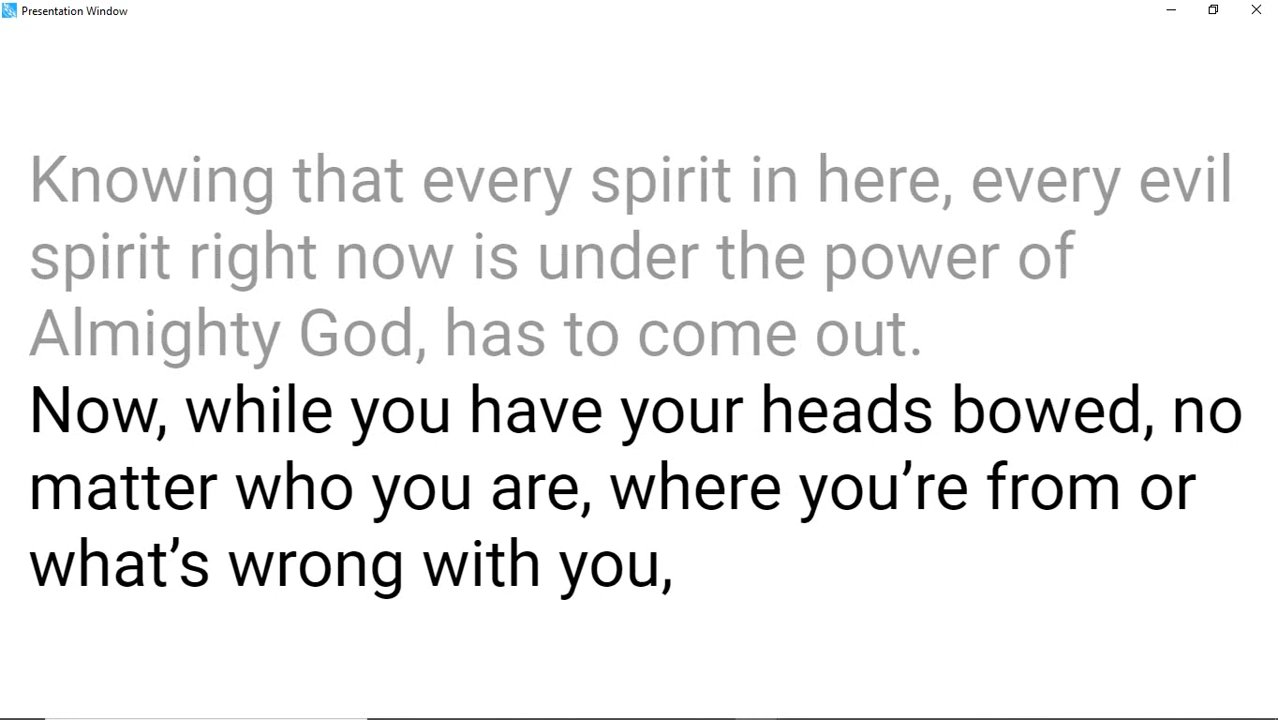 Presentation Window
Knowing that every spirit in here, every evil
spirit right now is under the power of
Almighty God, has to come out.
Now, while you have your heads bowed, no
matter who you are, where you’re from or
what’s wrong with you,